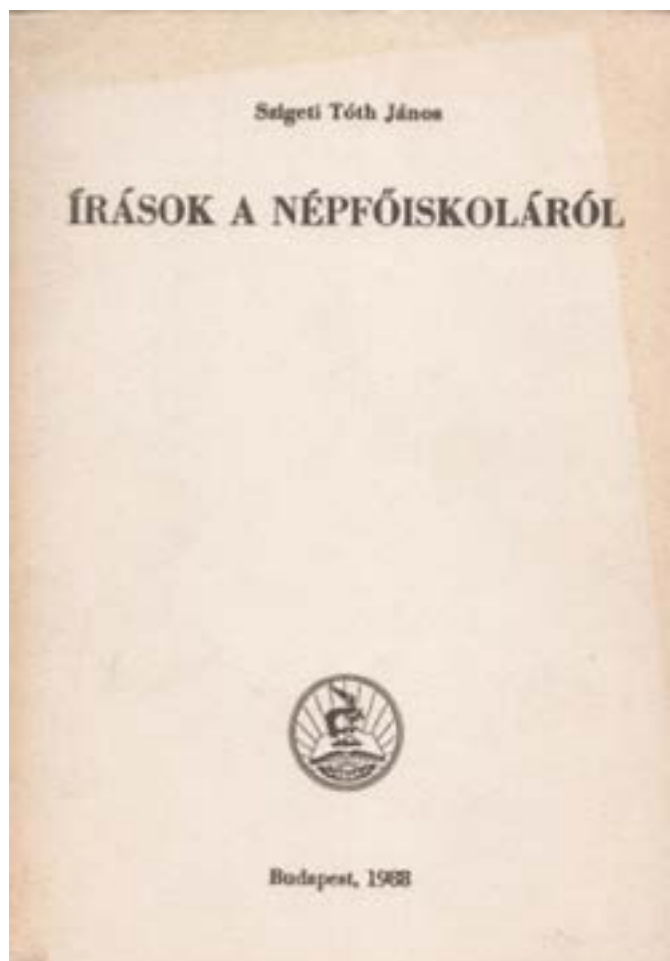 Szigeti Tóth János
ÍRÁSOK A NÉPFŐISKOLÁRÓL
Budapest, 1988